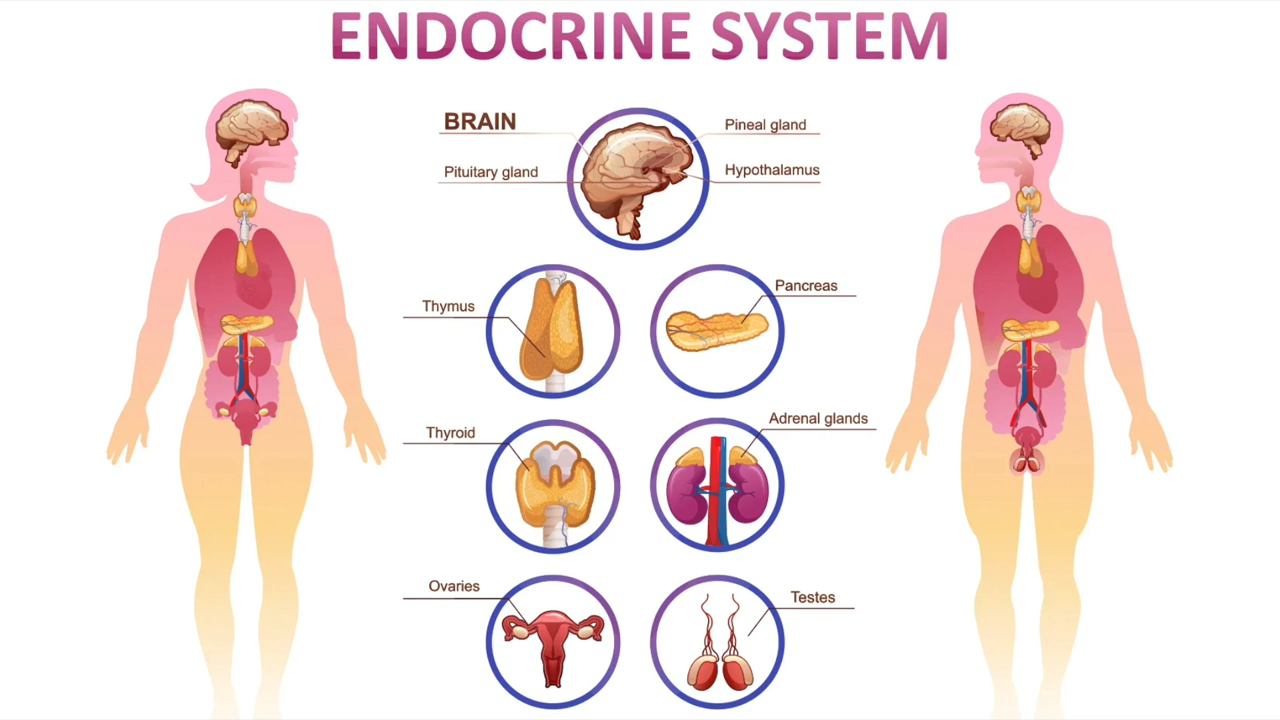 ENDOCRINE SYSTEM
BRAIN
Pineal gland
Pituitary gland
Hypothalamus
Thymus
Pancreas
Thyroid
Adrenal glands
Ovaries
Testes